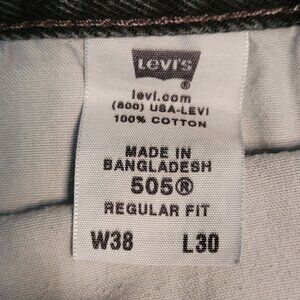 LEVI'S
®
levi.com
(800) USA-LEVI
100% COTTON
MADE IN
BANGLADESH
505®
REGULAR FIT
W38 L30